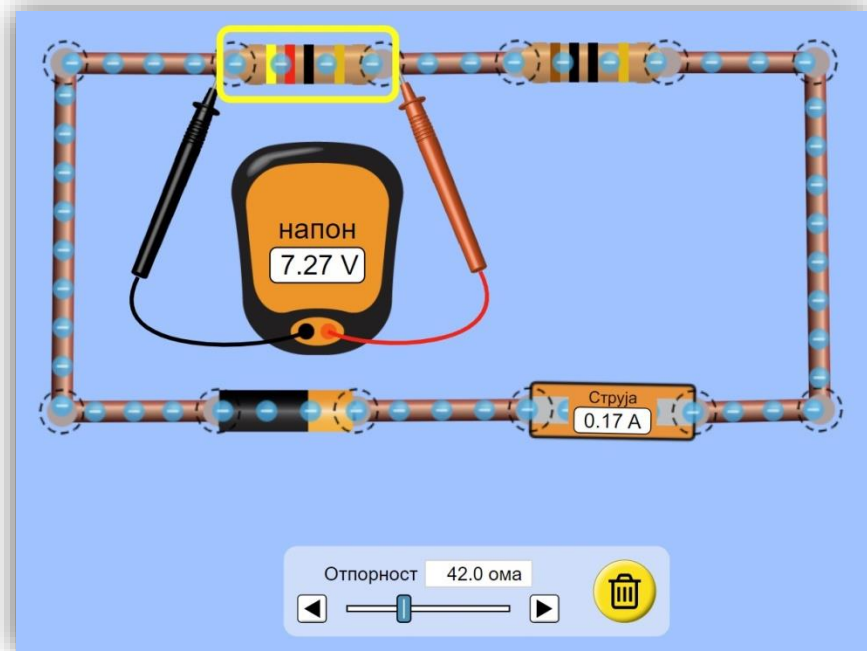 напон
7.27 V
Струја
0.17 A
Отпорност 42.0 ома